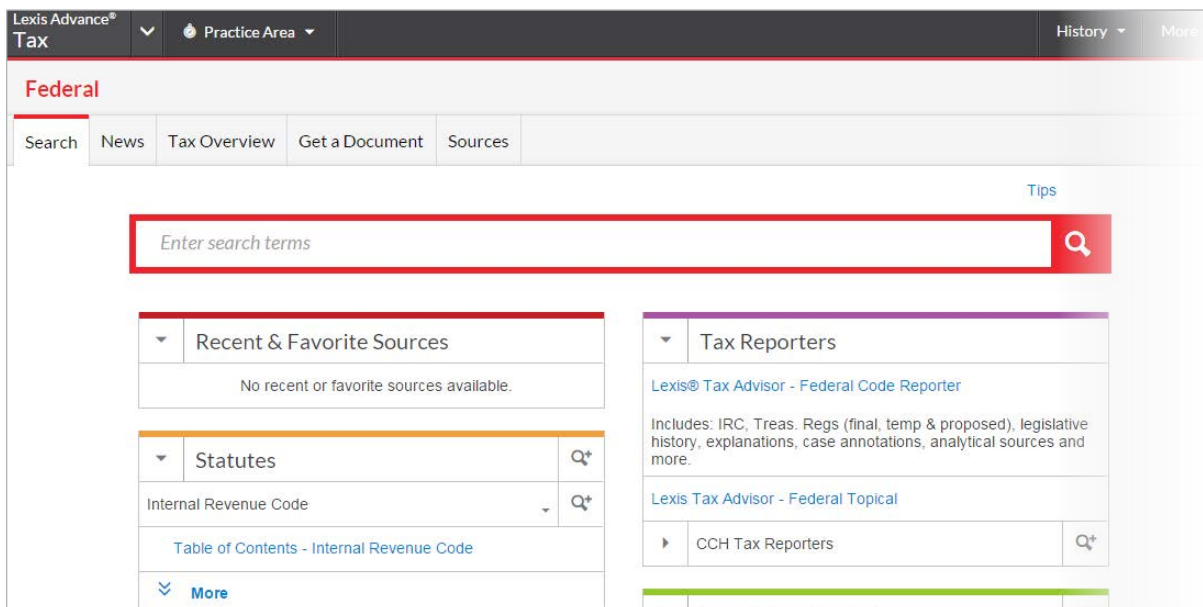 Lexis Advance®
Tax
Practice Area
History
More
Federal
Search
News
Tax Overview
Get a Document
Sources
Tips
Enter search terms
Recent & Favorite Sources
No recent or favorite sources available.
Statutes
Internal Revenue Code
Table of Contents - Internal Revenue Code
More
Tax Reporters
Lexis® Tax Advisor - Federal Code Reporter
Includes: IRC, Treas. Regs (final, temp & proposed), legislative
history, explanations, case annotations, analytical sources and
more.
Lexis Tax Advisor - Federal Topical
CCH Tax Reporters